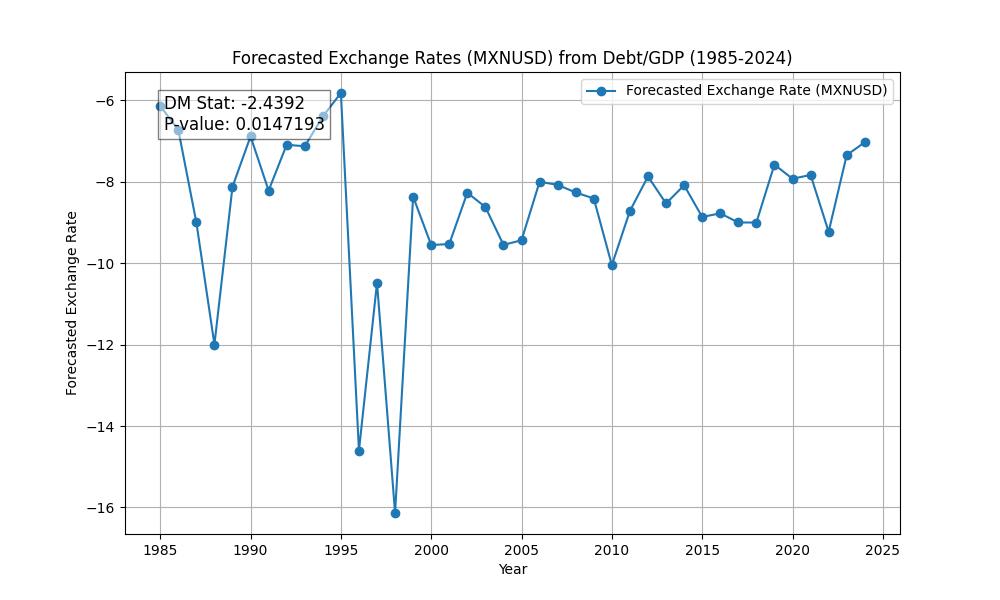 Forecasted Exchange Rates (MXNUSD) from Debt/GDP (1985-2024)
DM Stat: -2.4392
P-value: 0.0147193
Forecasted Exchange Rate (MXNUSD)
Forecasted Exchange Rate
−6
−8
−10
−12
−14
−16
1985
1990
1995
2000
2005
2010
2015
2020
2025
Year